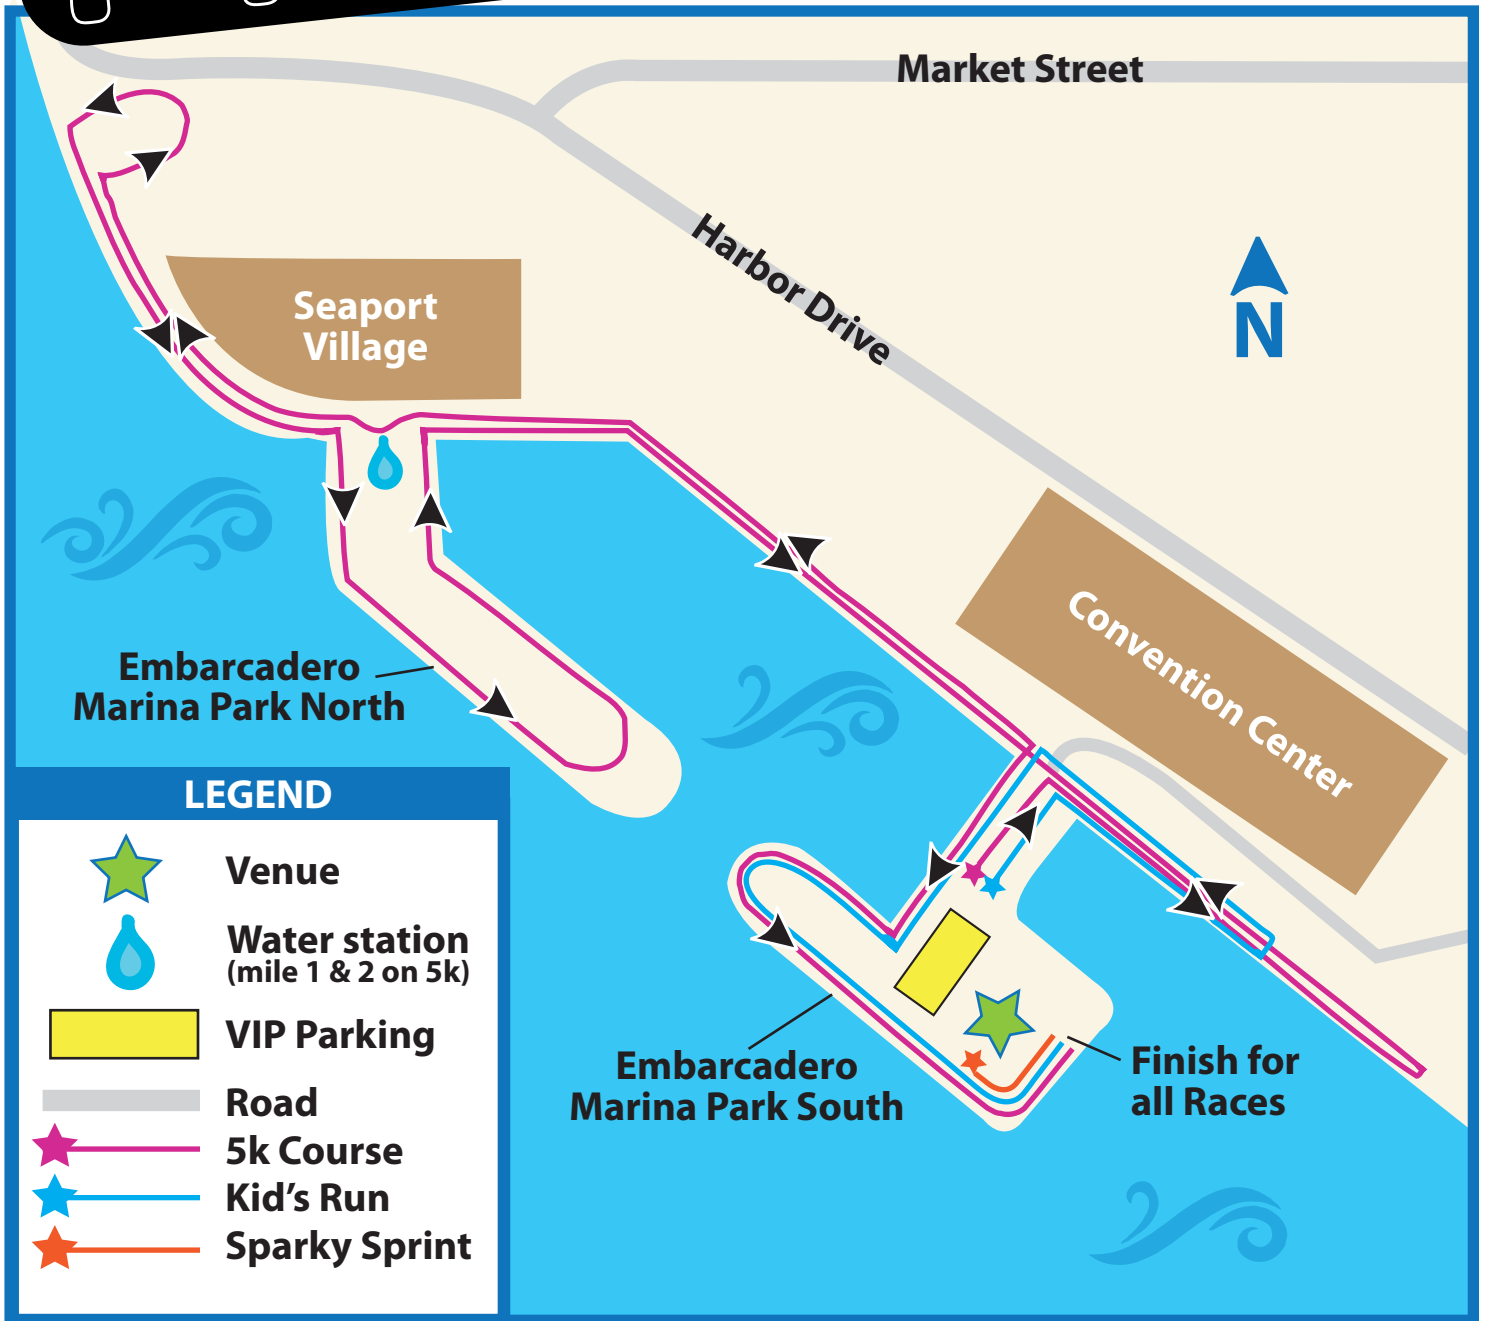 Market Street
Harbor Drive
N
Seaport
Village
Convention Center
Embarcadero
Marina Park North
LEGEND
Venue
Water station
(mile 1 & 2 on 5k)
VIP Parking
Road
5k Course
Kid's Run
Sparky Sprint
Embarcadero
Marina Park South
Finish for
all Races